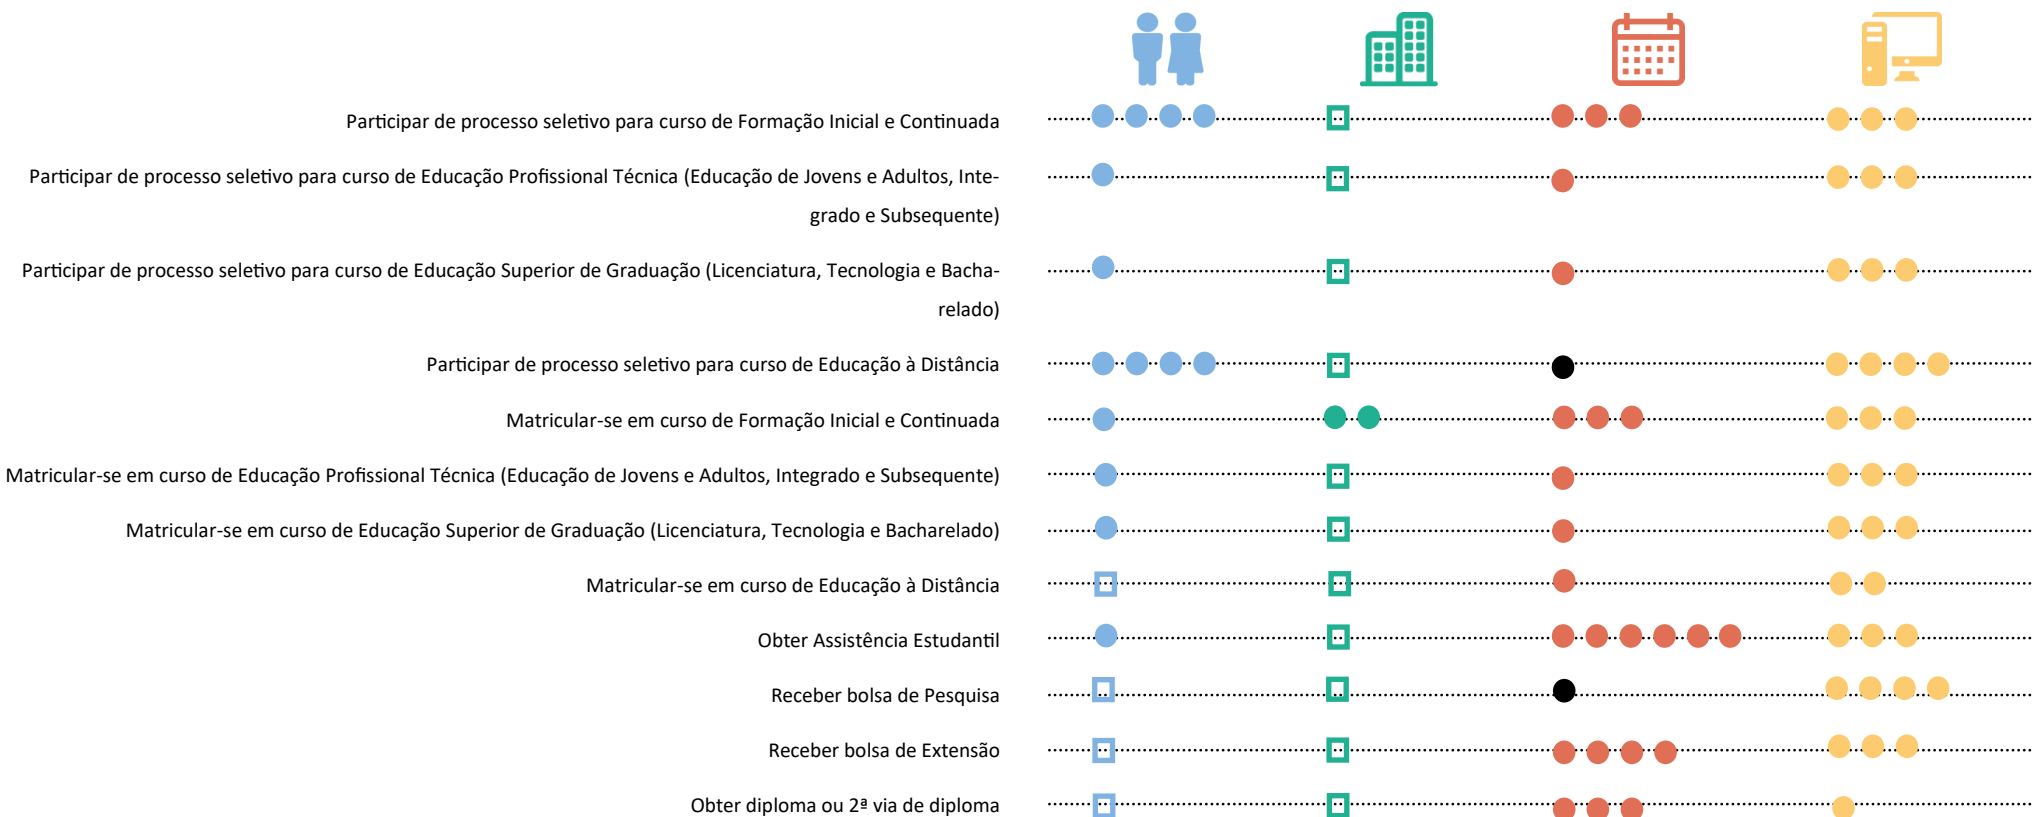 Participar de processo seletivo para curso de Formação Inicial e Continuada
Participar de processo seletivo para curso de Educação Profissional Técnica (Educação de Jovens e Adultos, Inte-
grado e Subsequente)
Participar de processo seletivo para curso de Educação Superior de Graduação (Licenciatura, Tecnologia e Bacha-
relado)
Participar de processo seletivo para curso de Educação à Distância
Matricular-se em curso de Formação Inicial e Continuada
Matricular-se em curso de Educação Profissional Técnica (Educação de Jovens e Adultos, Integrado e Subsequente)
Matricular-se em curso de Educação Superior de Graduação (Licenciatura, Tecnologia e Bacharelado)
Matricular-se em curso de Educação à Distância
Obter Assistência Estudantil
Receber bolsa de Pesquisa
Receber bolsa de Extensão
Obter diploma ou 2ª via de diploma